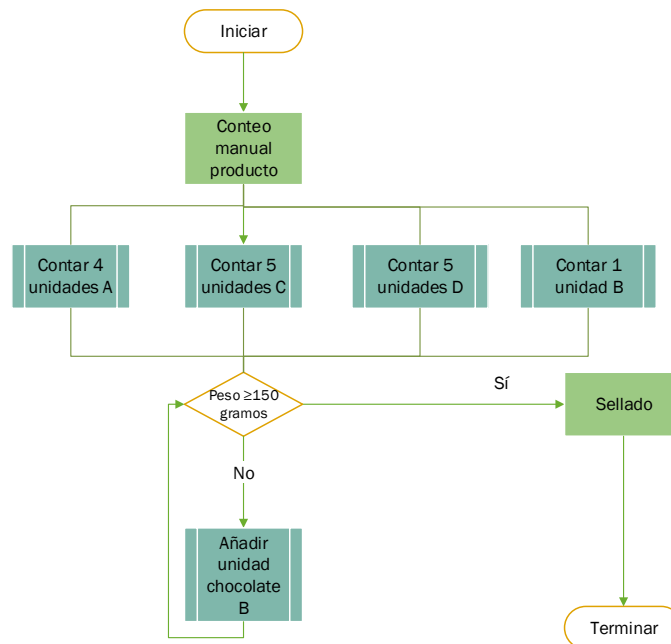 Iniciar
Conteo
manual
producto
Contar 4
unidades A
Contar 5
unidades C
Contar 5
unidades D
Contar 1
unidad B
Peso ≥150
gramos
Sí
Sellado
No
Añadir
unidad
chocolate
B
Terminar